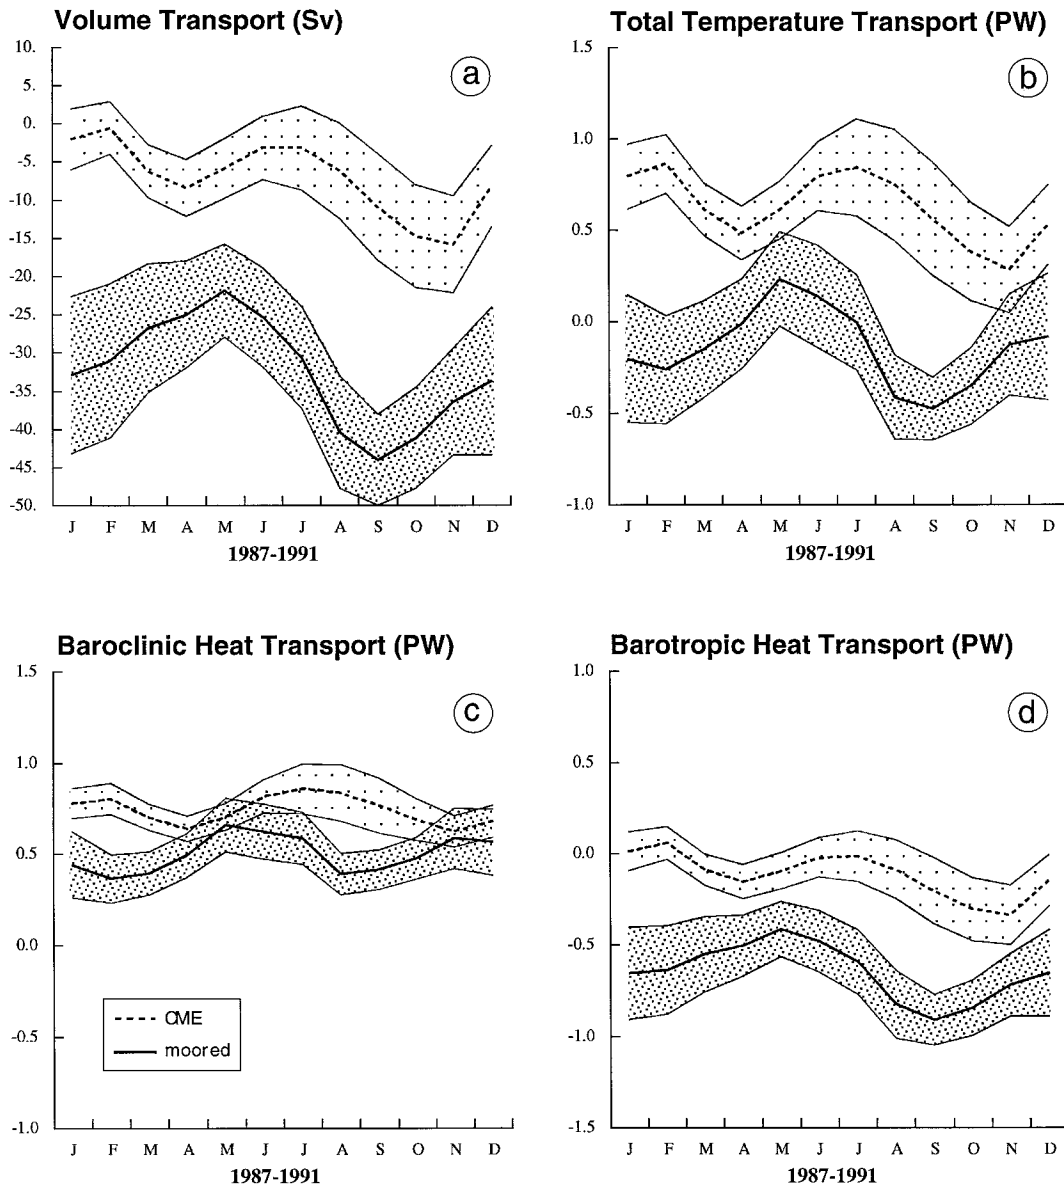 Volume Transport (Sv)
10.
5.
0.
-5.
-10.
-15.
-20.
-25.
-30.
-35.
-40.
-45.
-50.
a
J F M A M J J A S O N D
1987-1991
Total Temperature Transport (PW)
1.5
1.0
0.5
0.0
-0.5
-1.0
b
J F M A M J J A S O N D
1987-1991
Baroclinic Heat Transport (PW)
1.5
1.0
0.5
0.0
-0.5
-1.0
c
CME
moored
J F M A M J J A S O N D
1987-1991
Barotropic Heat Transport (PW)
1.0
0.5
0.0
-0.5
-1.0
-1.5
d
J F M A M J J A S O N D
1987-1991